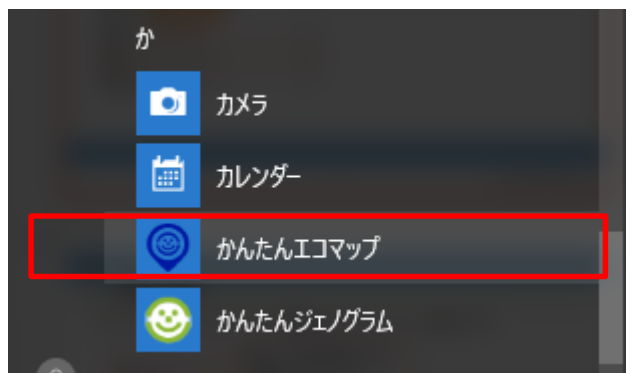 か
カメラ
カレンダー
かんたんエコマップ
かんたんジェノグラム